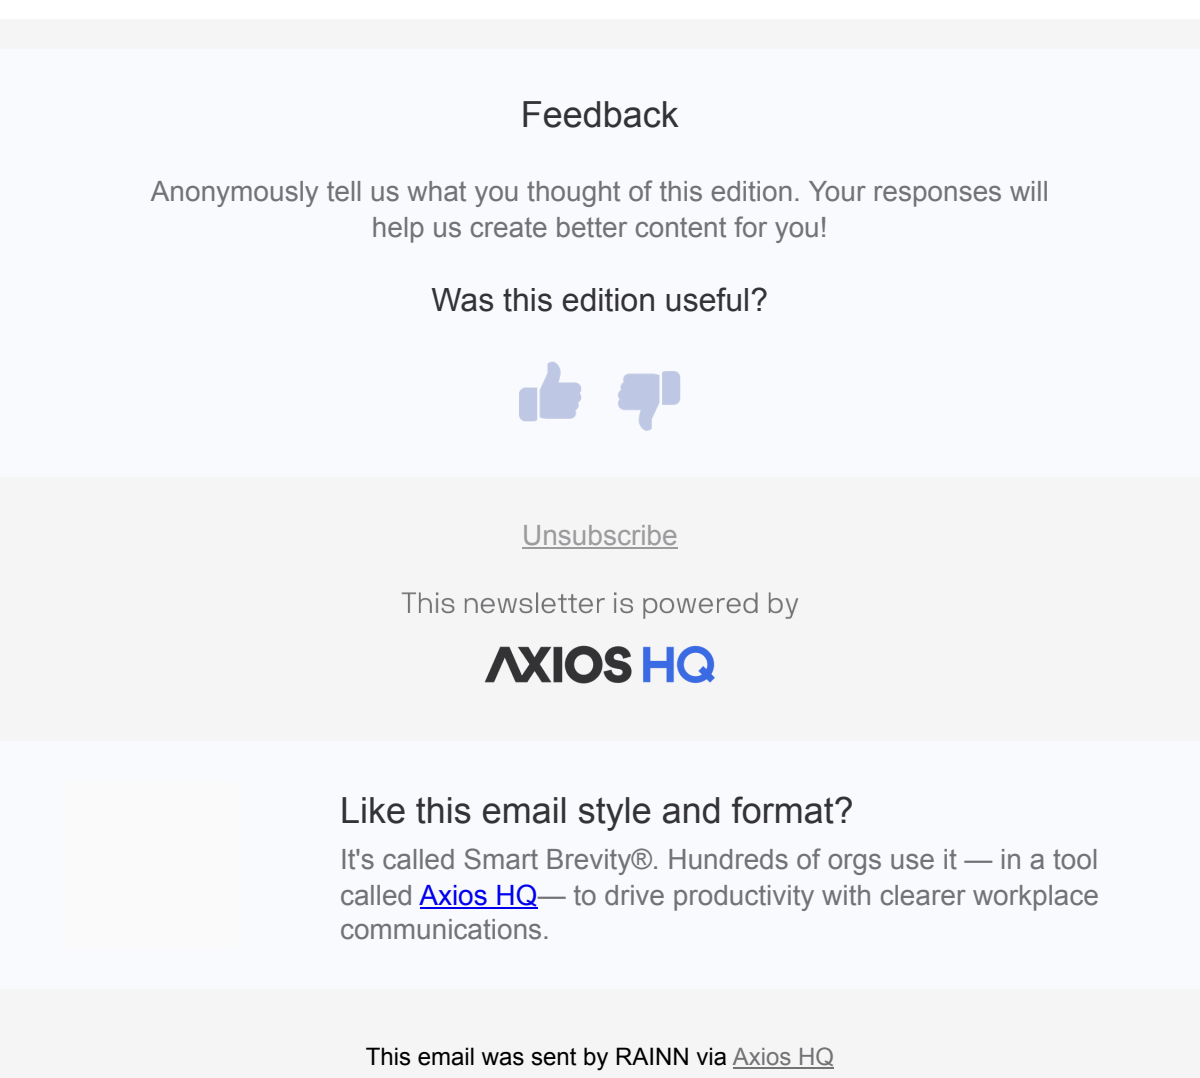 Feedback
Anonymously tell us what you thought of this edition. Your responses will
help us create better content for you!
Was this edition useful?
Unsubscribe
This newsletter is powered by
AXIOS HQ
Like this email style and format?
It's called Smart Brevity®. Hundreds of orgs use it — in a tool
called Axios HQ— to drive productivity with clearer workplace
communications.
This email was sent by RAINN via Axios HQ